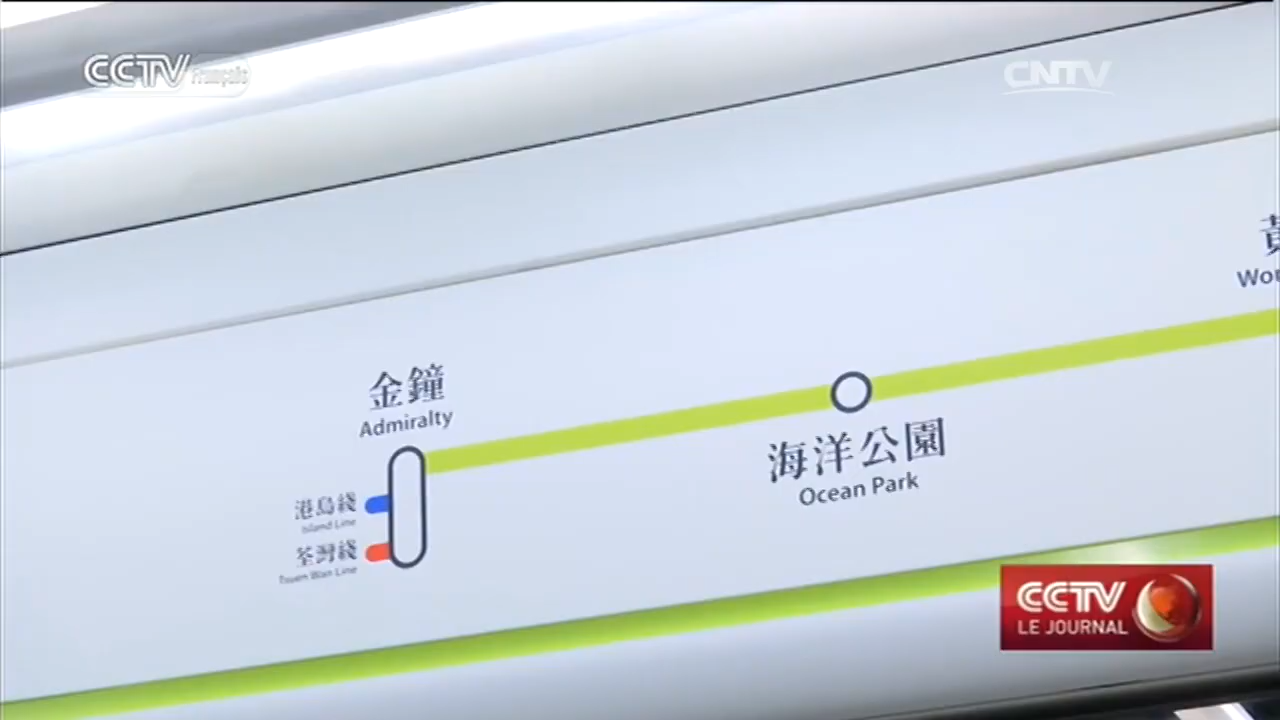 CCTV Français
CNTV
金鐘
Admiralty
港島綫
Island Line
荃灣綫
Tsuen Wan Line
海洋公園
Ocean Park
CCTV
LE JOURNAL